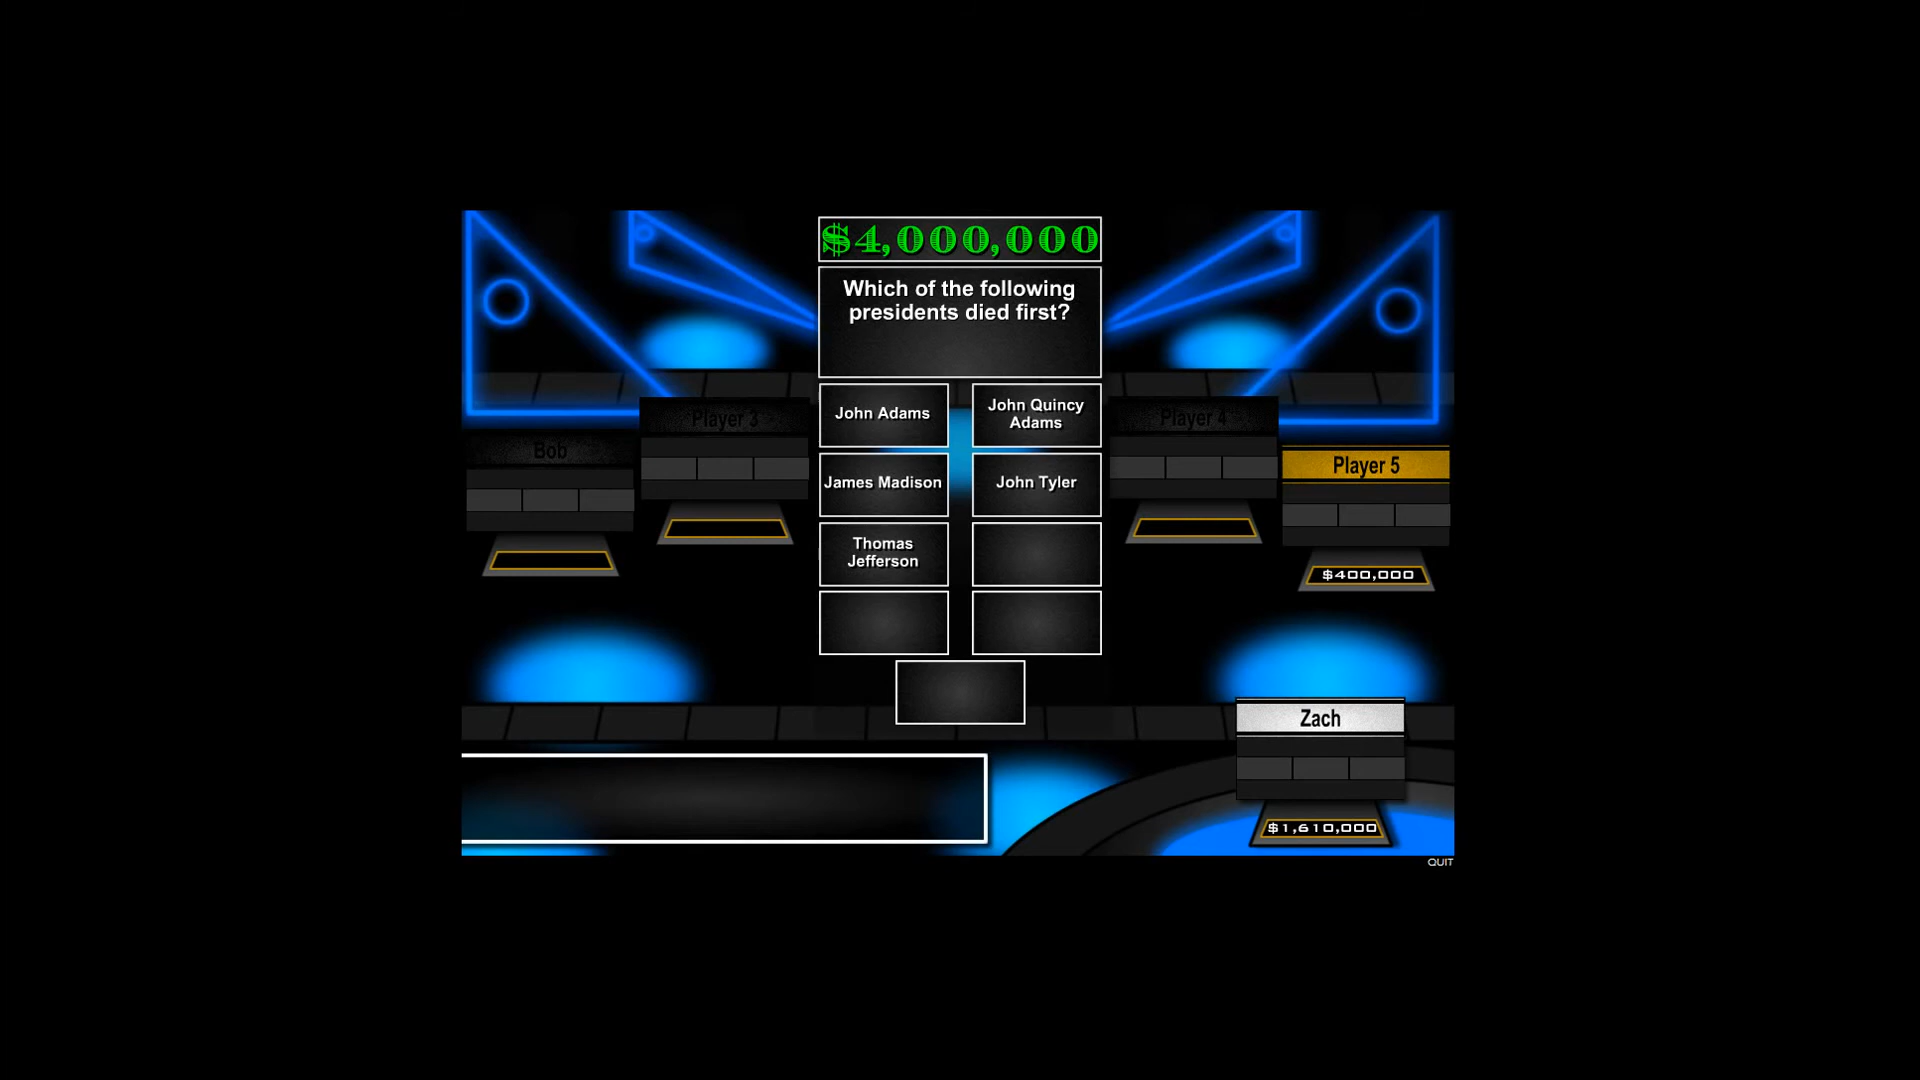 $4,000,000
Which of the following
presidents died first?
John Adams
John Quincy
Adams
James Madison
John Tyler
Thomas
Jefferson
Bob
Player 3
Player 4
Player 5
$400,000
Zach
$1,610,000
QUIT